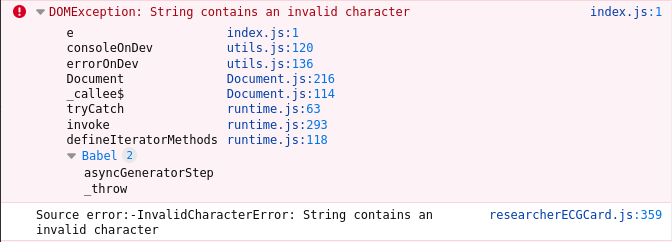 DOMException: String contains an invalid character index.js:1
e index.js:1
consoleOnDev utils.js:120
errorOnDev utils.js:136
Document Document.js:216
_callee$ Document.js:114
tryCatch runtime.js:63
invoke runtime.js:293
defineIteratorMethods runtime.js:118
Babel 2
asyncGeneratorStep
_throw
Source error:-InvalidCharacterError: String contains an researcherECGCard.js:359
invalid character